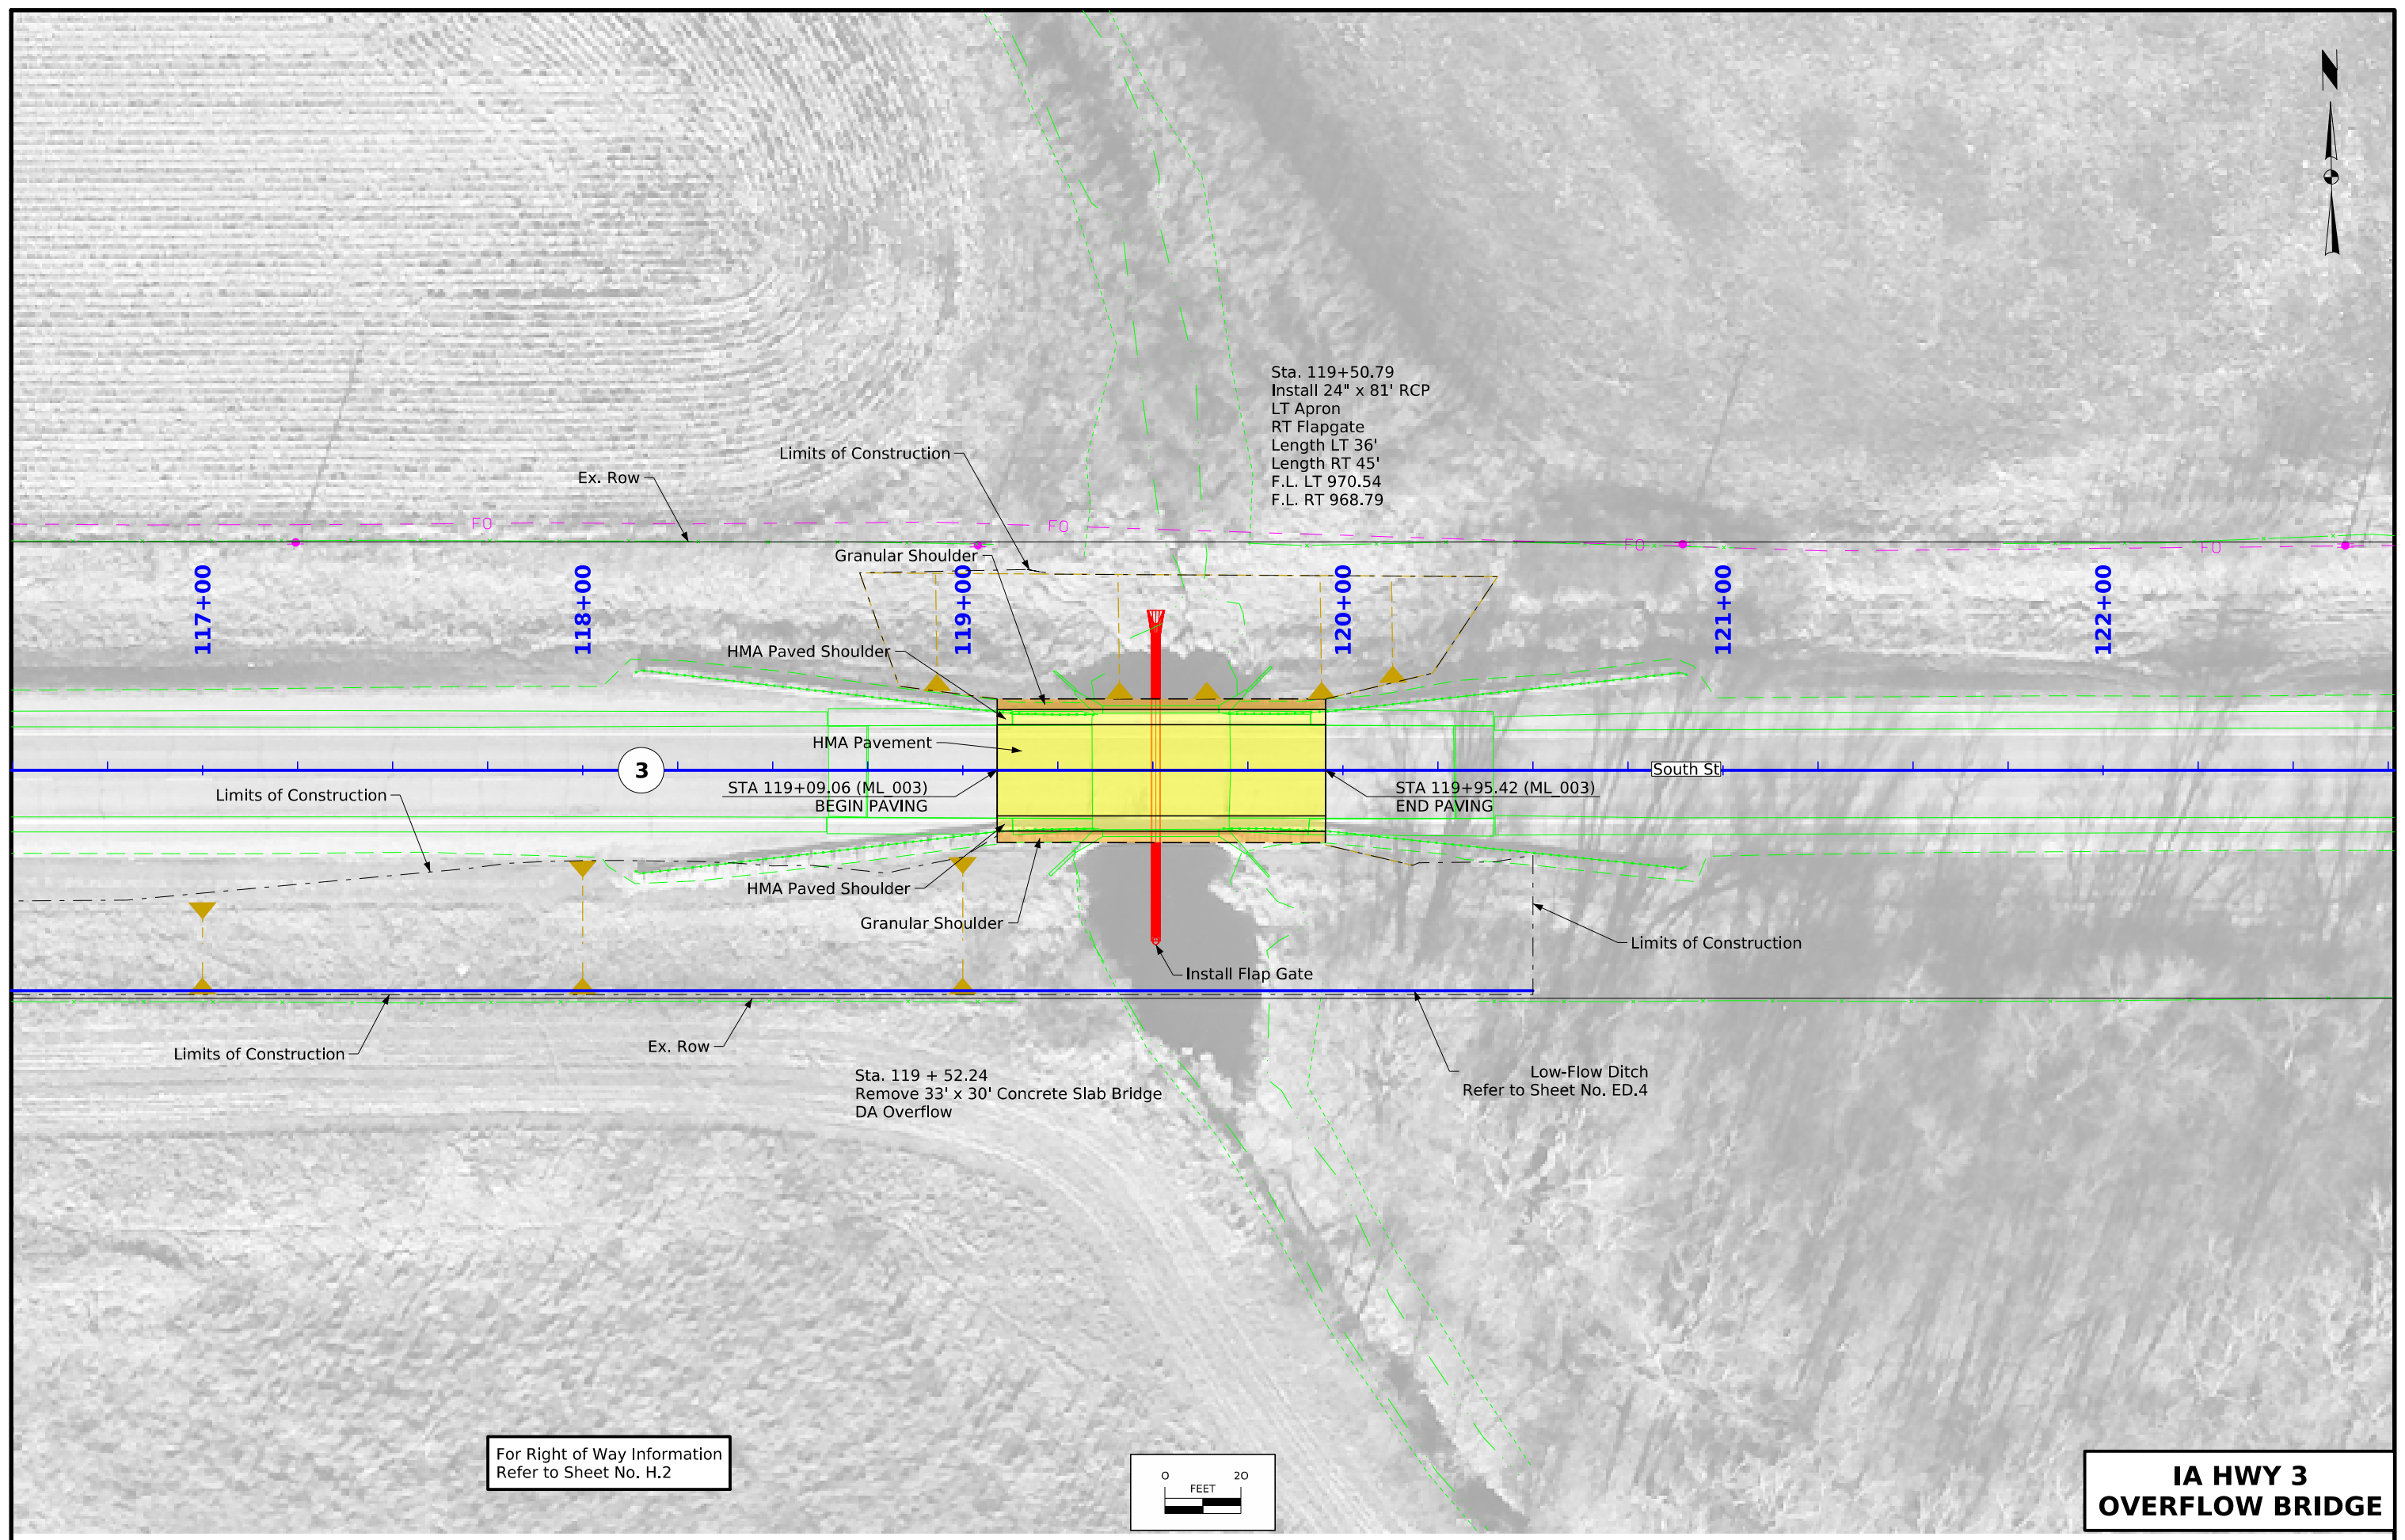 N
Sta. 119+50.79
Install 24" x 81' RCP
LT Apron
RT Flapgate
Length LT 36'
Length RT 45'
F.L. LT 970.54
F.L. RT 968.79
Limits of Construction
Ex. Row
FO
FO
FO
FO
Granular Shoulder
117+00
118+00
119+00
120+00
121+00
122+00
HMA Paved Shoulder
HMA Pavement
3
South St
STA 119+09.06 (ML_003)
BEGIN PAVING
STA 119+95.42 (ML_003)
END PAVING
Limits of Construction
HMA Paved Shoulder
Granular Shoulder
Limits of Construction
Install Flap Gate
Limits of Construction
Ex. Row
Sta. 119 + 52.24
Remove 33' x 30' Concrete Slab Bridge
DA Overflow
Low-Flow Ditch
Refer to Sheet No. ED.4
For Right of Way Information
Refer to Sheet No. H.2
0 20
FEET
IA HWY 3
OVERFLOW BRIDGE